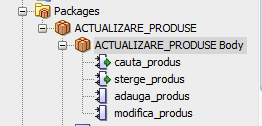 Packages
ACTUALIZARE_PRODUSE
ACTUALIZARE_PRODUSE Body
cauta_produs
sterge_produs
adauga_produs
modifica_produs